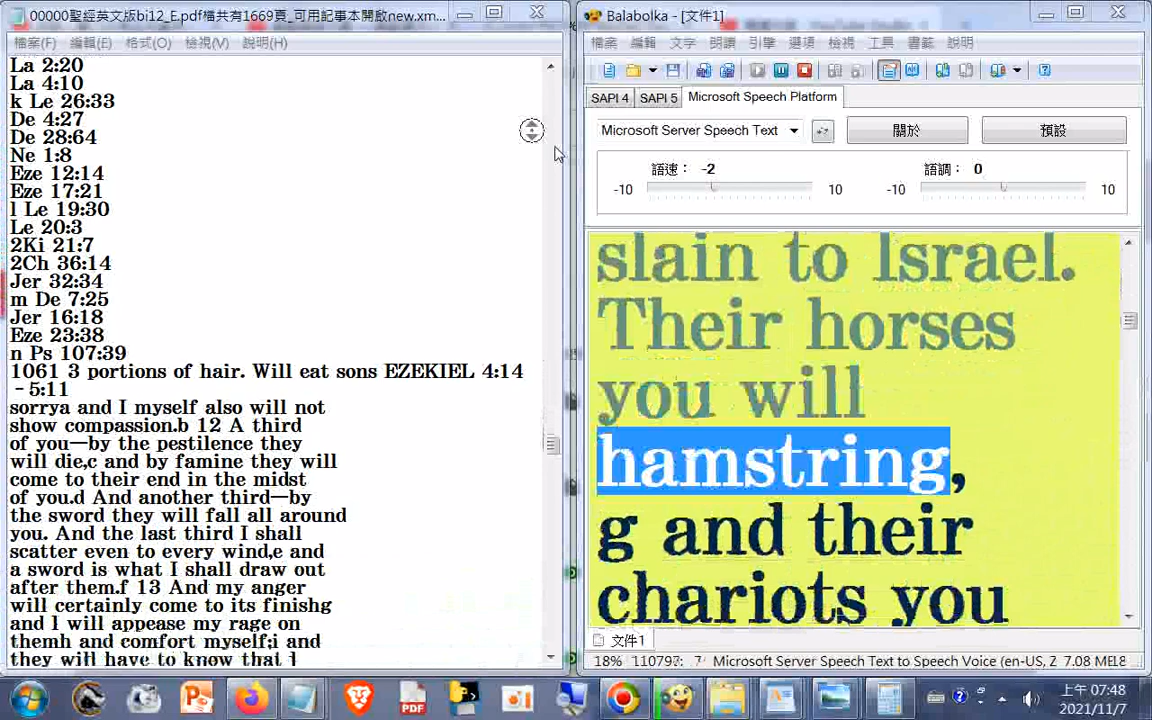 00000聖經英文版bi12_E.pdf檔共有1669頁_可用記事本開啟new.xm...
檔案(F) 編輯(E) 格式(O) 檢視(V) 說明(H)
La 2:20
La 4:10
k Le 26:33
De 4:27
De 28:64
Ne 1:8
Eze 12:14
Eze 17:21
l Le 19:30
Le 20:3
2Ki 21:7
2Ch 36:14
Jer 32:34
m De 7:25
Jer 16:18
Eze 23:38
n Ps 107:39
1061 3 portions of hair. Will eat sons EZEKIEL 4:14
-5:11
sorrya and I myself also will not
show compassion.b 12 A third
of you—by the pestilence they
will die,c and by famine they will
come to their end in the midst
of you.d And another third—by
the sword they will fall all around
you. And the last third I shall
scatter even to every wind,e and
a sword is what I shall draw out
after them.f 13 And my anger
will certainly come to its finishg
and I will appease my rage on
themh and comfort myself;i and
they will have to know that I
Balabolka - [文件1]
檔案 編輯 文字 朗讀 引擎 選項 檢視 工具 書籤 說明
SAPI 4 SAPI 5 Microsoft Speech Platform
Microsoft Server Speech Text 關於 預設
語速： -2 語調： 0
-10 10 -10 10
slain to Israel.
Their horses
you will
hamstring,
g and their
chariots you
文件1
18% 110797: 7 Microsoft Server Speech Text to Speech Voice (en-US, 2 7.08 MEL8
PDF
上午 07:48
2021/11/7